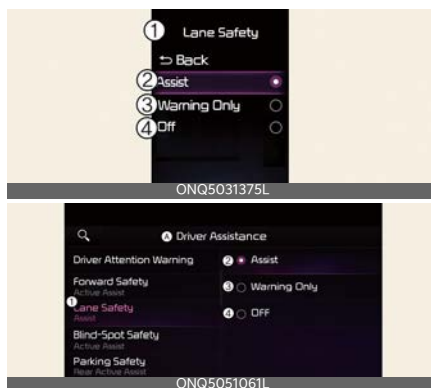 ① Lane Safety
⮌ Back
② Assist
③ Warning Only
④ Off
ONQ5031375L
Ⓐ Driver Assistance
Driver Attention Warning
② Assist
Forward Safety
Active Assist
③ Warning Only
①
Lane Safety
Assist
④ OFF
Blind-Spot Safety
Active Assist
Parking Safety
Rear Active Assist
ONQ5051061L